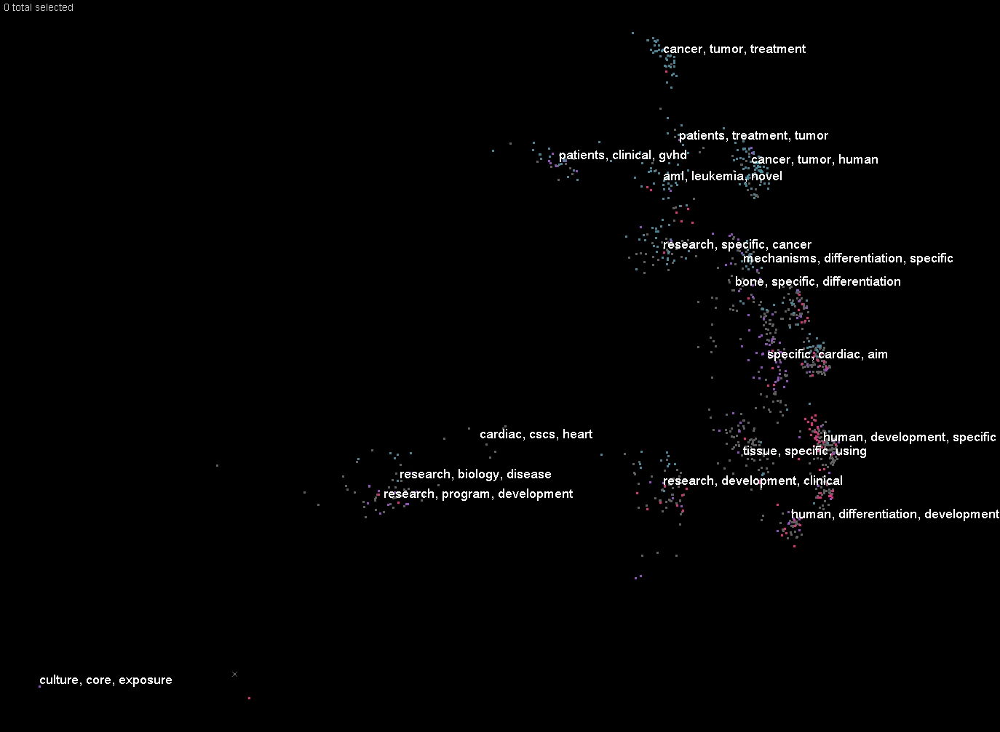 0 total selected
cancer, tumor, treatment
patients, treatment, tumor
patients, clinical, gvhd
cancer, tumor, human
aml, leukemia, novel
research, specific, cancer
mechanisms, differentiation, specific
bone, specific, differentiation
specific, cardiac, aim
cardiac, cscs, heart
human, development, specific
tissue, specific, using
research, biology, disease
research, development, clinical
research, program, development
human, differentiation, development
culture, core, exposure